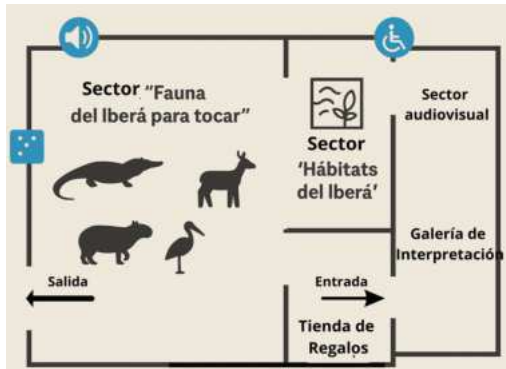 Sector “Fauna
del Iberá para tocar”
Sector
‘Hábitats
del Iberá’
Sector
audiovisual
Galería de
Interpretación
Salida
Entrada
Tienda de
Regalos